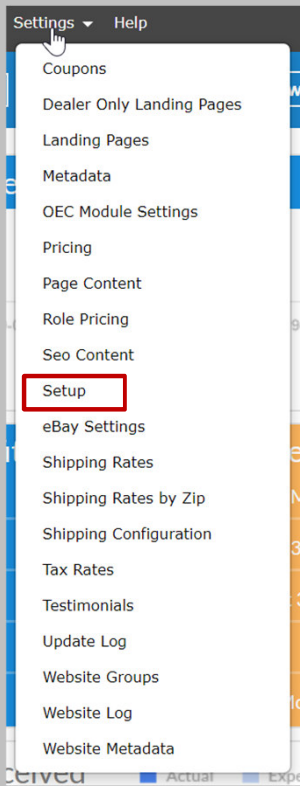 Settings Help
Coupons
Dealer Only Landing Pages
Landing Pages
Metadata
OEC Module Settings
Pricing
Page Content
Role Pricing
Seo Content
Setup
eBay Settings
Shipping Rates
Shipping Rates by Zip
Shipping Configuration
Tax Rates
Testimonials
Update Log
Website Groups
Website Log
Website Metadata
Actual